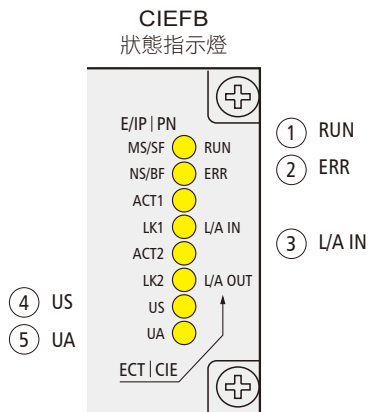 CIEFB
狀態指示燈
E/IP | PN
MS/SF RUN
NS/BF ERR
ACT1
LK1 L/A IN
ACT2
LK2 L/A OUT
US
UA
ECT | CIE
1 RUN
2 ERR
3 L/A IN
4 US
5 UA